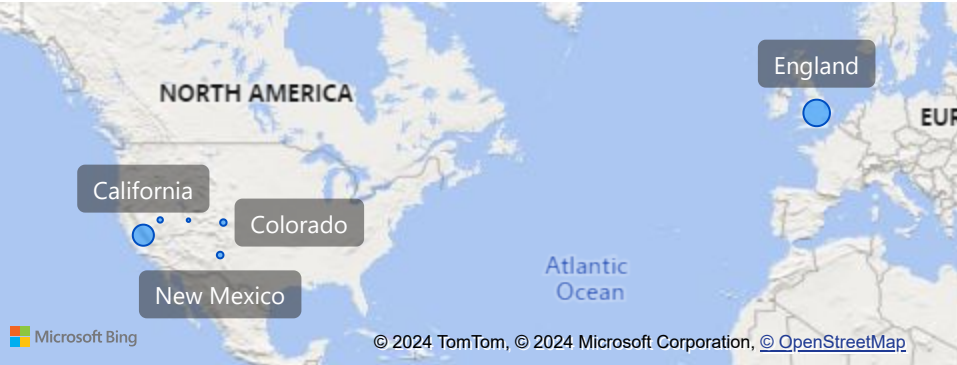 England
NORTH AMERICA
EUR
California
Colorado
Atlantic
Ocean
New Mexico
Microsoft Bing
© 2024 TomTom, © 2024 Microsoft Corporation, © OpenStreetMap